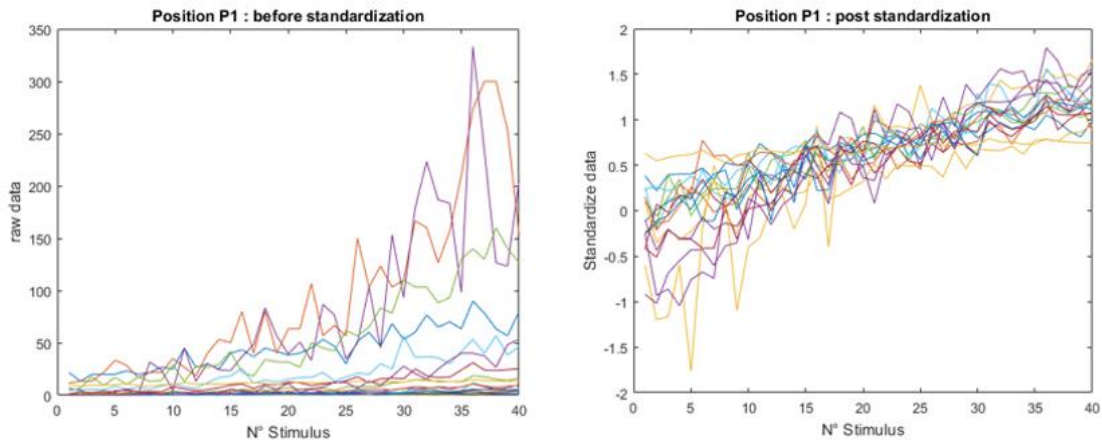 Position P1 : before standardization
350
300
250
200
150
100
50
0
raw data
0 5 10 15 20 25 30 35 40
N° Stimulus
Position P1 : post standardization
2
1.5
1
0.5
0
-0.5
-1
-1.5
-2
Standardize data
0 5 10 15 20 25 30 35 40
N° Stimulus